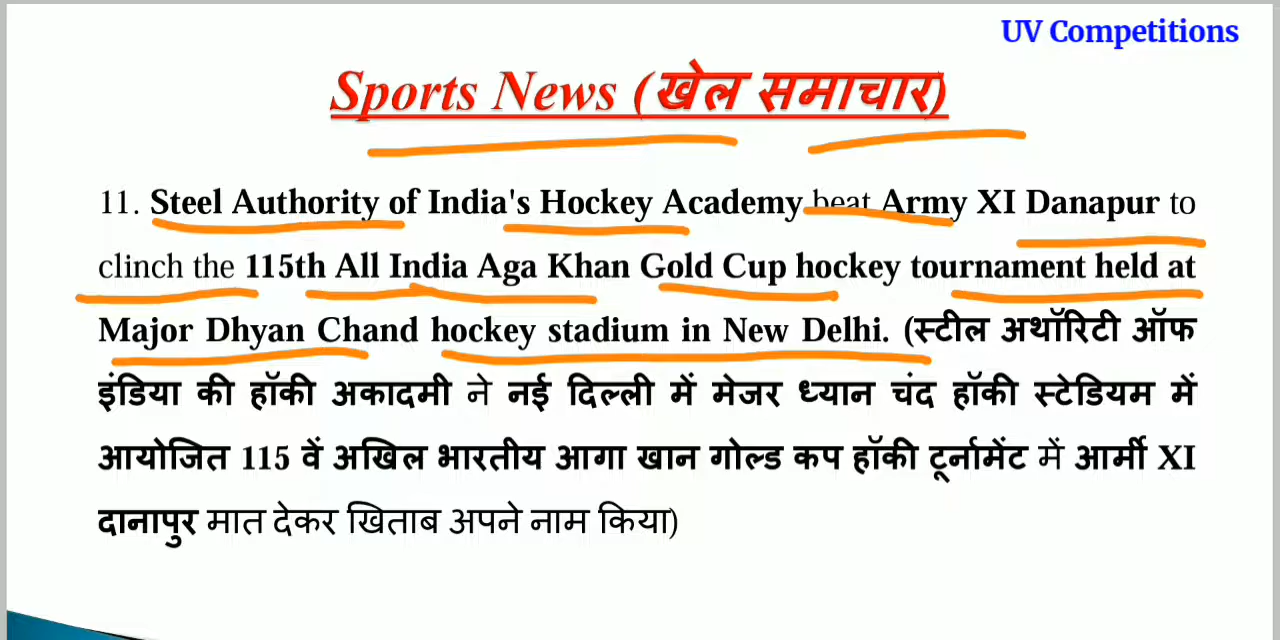 UV Competitions
Sports News (खेल समाचार)
11. Steel Authority of India's Hockey Academy beat Army XI Danapur to
clinch the 115th All India Aga Khan Gold Cup hockey tournament held at
Major Dhyan Chand hockey stadium in New Delhi. (स्टील अथॉरिटी ऑफ
इंडिया की हॉकी अकादमी ने नई दिल्ली में मेजर ध्यान चंद हॉकी स्टेडियम में
आयोजित 115 वें अखिल भारतीय आगा खान गोल्ड कप हॉकी टूर्नामेंट में आर्मी XI
दानापुर मात देकर खिताब अपने नाम किया)